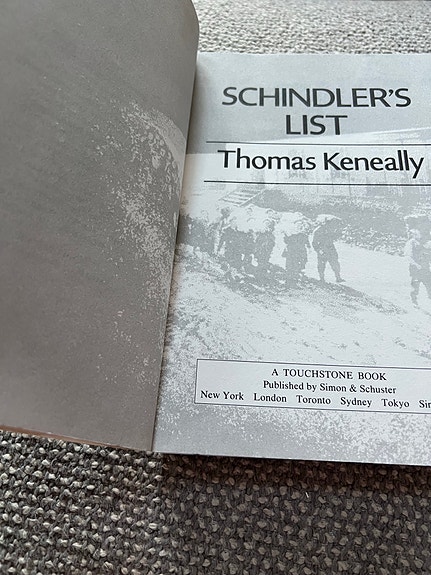 SCHINDLER'S
LIST
Thomas Keneally
A TOUCHSTONE BOOK
Published by Simon & Schuster
New York London Toronto Sydney Tokyo